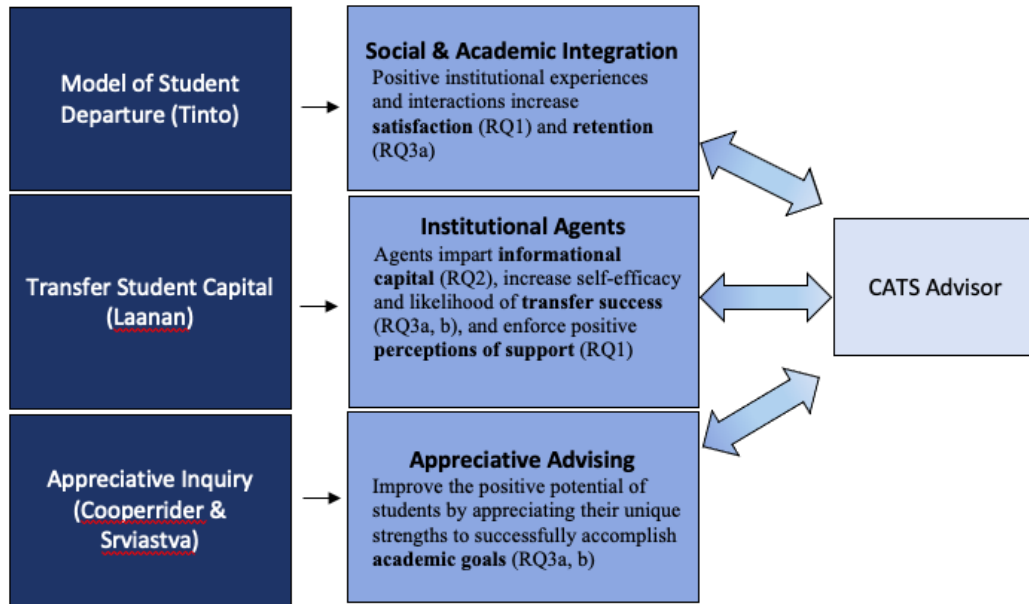 Model of Student
Departure (Tinto)
Social & Academic Integration
Positive institutional experiences
and interactions increase
satisfaction (RQ1) and retention
(RQ3a)
Transfer Student Capital
(Laanan)
Institutional Agents
Agents impart informational
capital (RQ2), increase self-efficacy
and likelihood of transfer success
(RQ3a, b), and enforce positive
perceptions of support (RQ1)
CATS Advisor
Appreciative Inquiry
(Cooperrider &
Srviastva)
Appreciative Advising
Improve the positive potential of
students by appreciating their unique
strengths to successfully accomplish
academic goals (RQ3a, b)